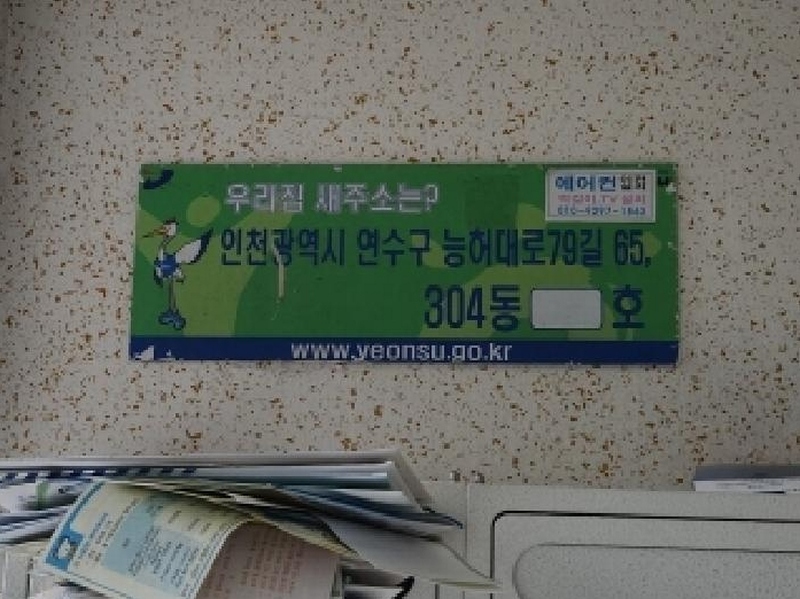 우리집 새주소는?
에어컨
인천광역시 연수구 능허대로79길 65,
304동 호
www.yeonsu.go.kr